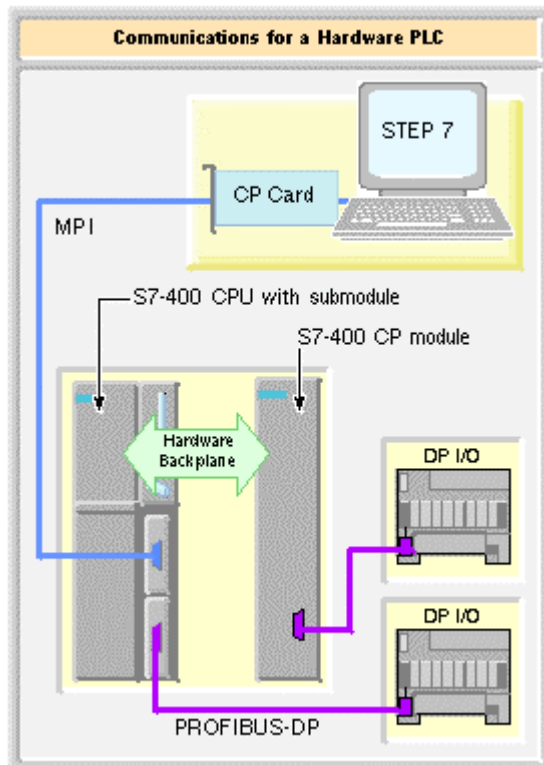 Communications for a Hardware PLC
STEP 7
CP Card
MPI
S7-400 CPU with submodule
S7-400 CP module
Hardware
Backplane
DP I/O
DP I/O
PROFIBUS-DP